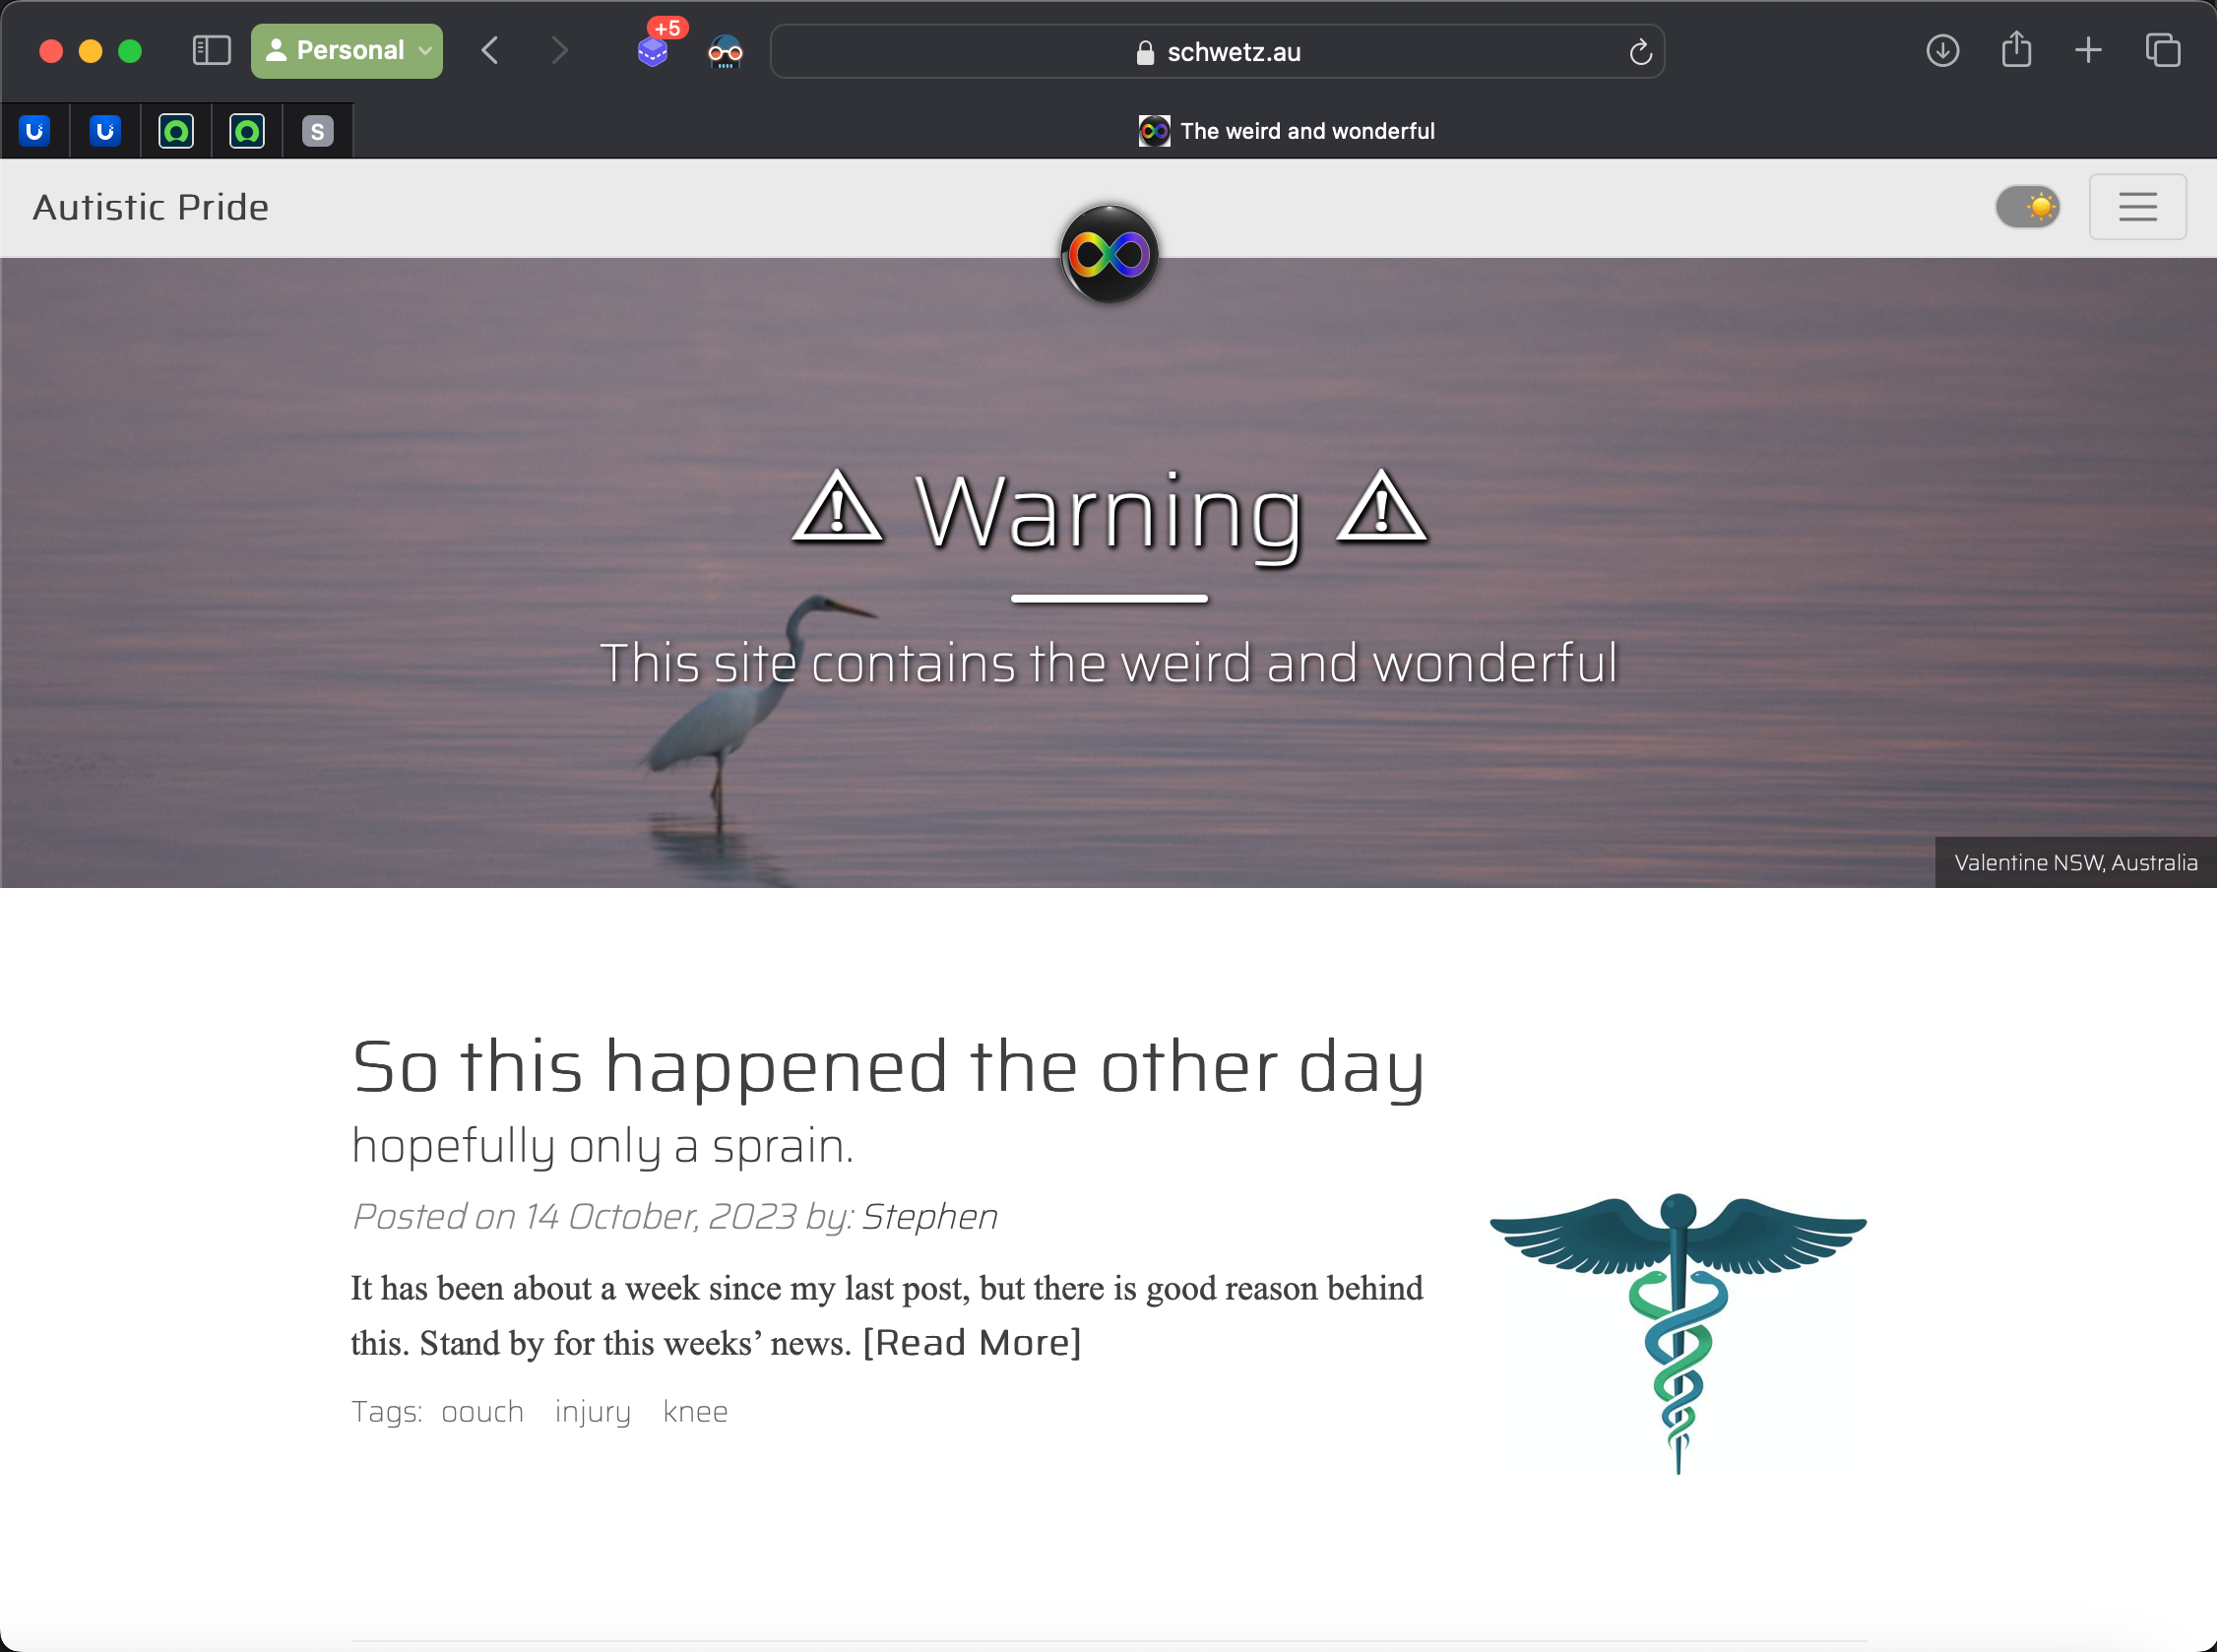 Personal
+5
schwetz.au
S
The weird and wonderful
Autistic Pride
Warning
This site contains the weird and wonderful
Valentine NSW, Australia
So this happened the other day
hopefully only a sprain.
Posted on 14 October, 2023 by: Stephen
It has been about a week since my last post, but there is good reason behind
this. Stand by for this weeks’ news. [Read More]
Tags: oouch injury knee